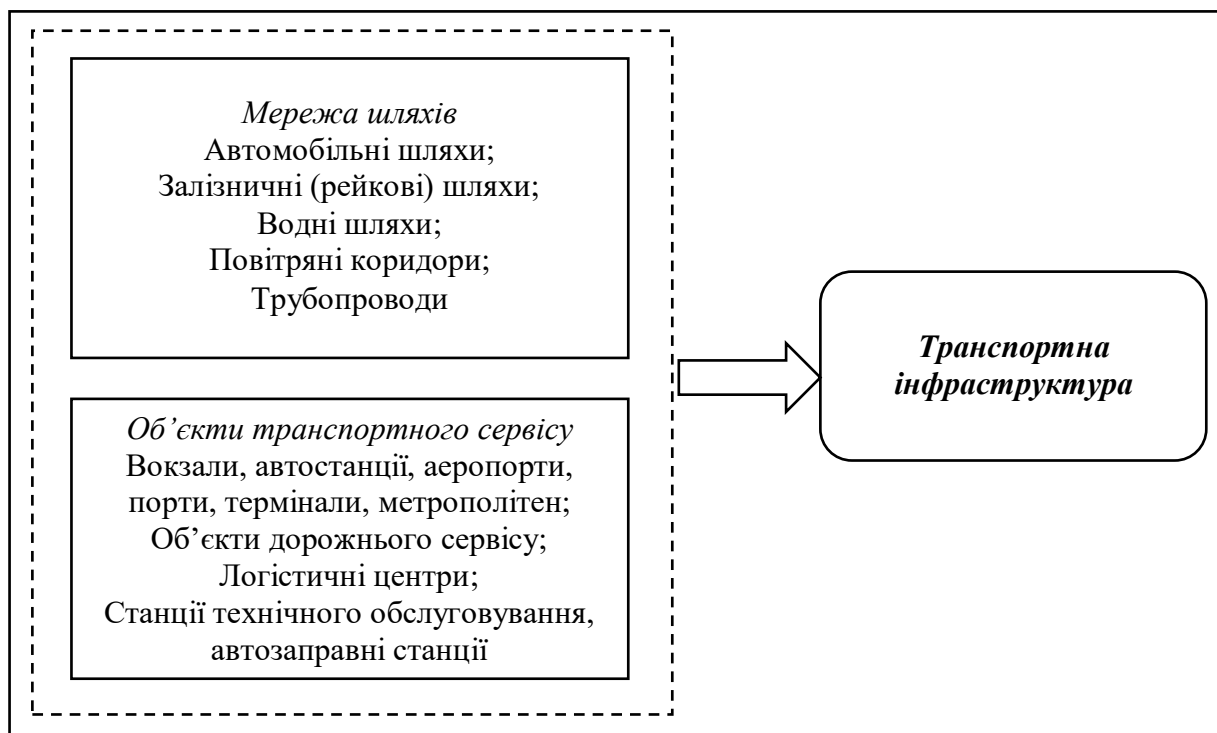 Мережа шляхів
Автомобільні шляхи;
Залізничні (рейкові) шляхи;
Водні шляхи;
Повітряні коридори;
Трубопроводи
Об’єкти транспортного сервісу
Вокзали, автостанції, аеропорти,
порти, термінали, метрополітен;
Об’єкти дорожнього сервісу;
Логістичні центри;
Станції технічного обслуговування,
автозаправні станції
Транспортна
інфраструктура